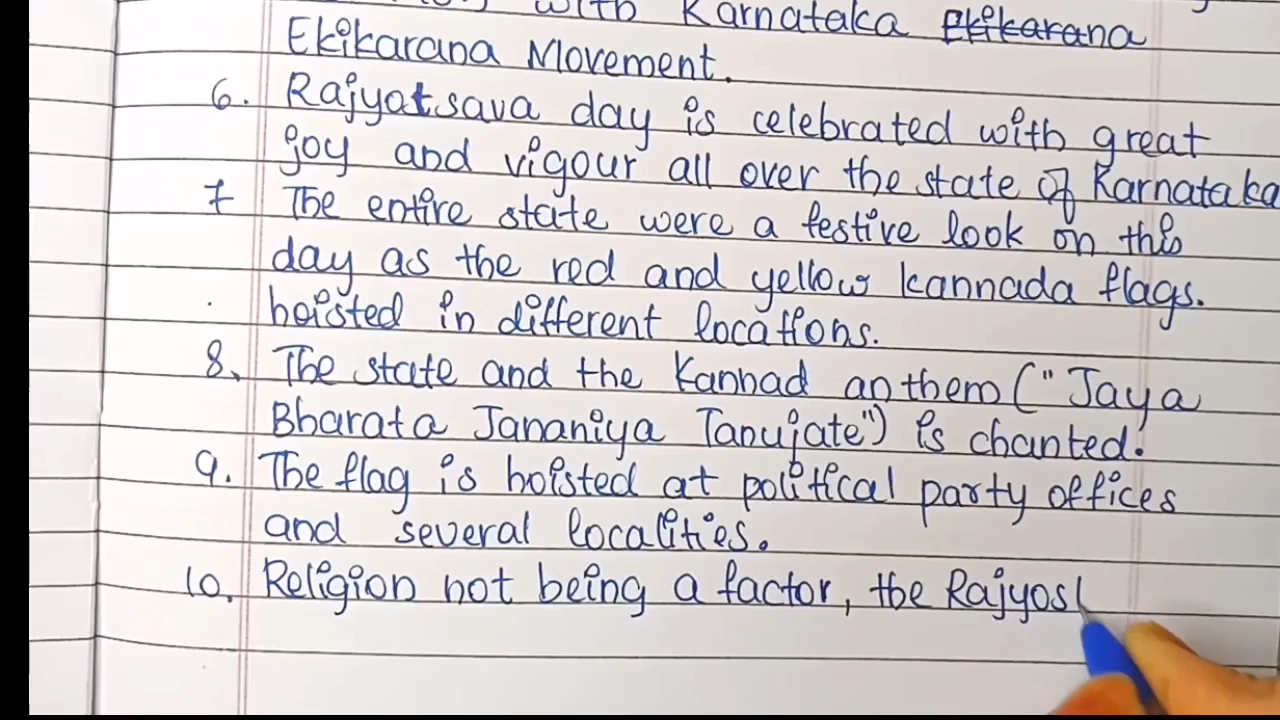 with Karnataka Ekikarana
Ekikarana Movement.
6. Rajyotsava day is celebrated with great
joy and vigour all over the state of Karnataka
7 The entire state were a festive look on this
day as the red and yellow kannada flags.
hoisted in different locations.
8. The state and the Kannad anthem ("Jaya
Bharata Jananiya Tanujate") is chanted.
9. The flag is hoisted at political party offices
and several localities.
10. Religion not being a factor, the Rajyos